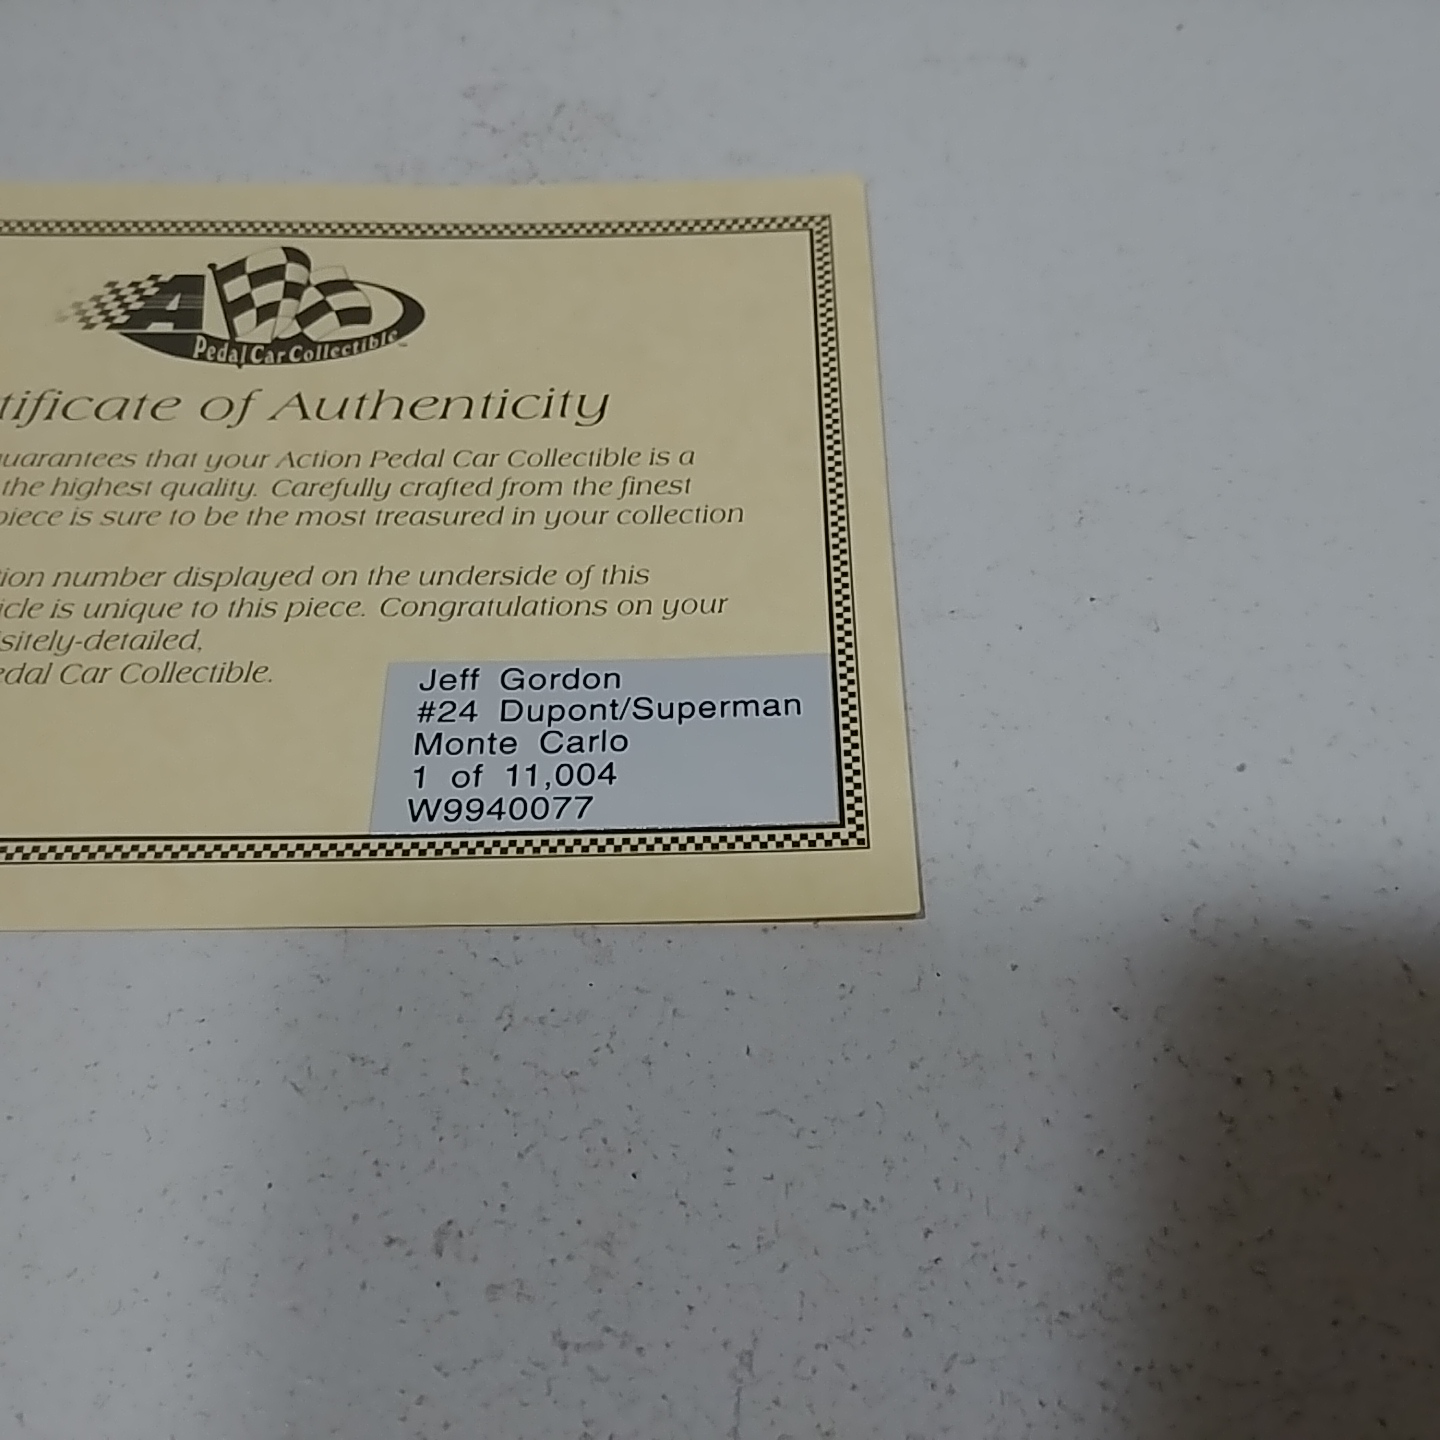 A
Pedal Car Collectible
tificate of Authenticity
uarantees that your Action Pedal Car Collectible is a
the highest quality. Carefully crafted from the finest
piece is sure to be the most treasured in your collection
ion number displayed on the underside of this
icle is unique to this piece. Congratulations on your
sitely-detailed,
edal Car Collectible.
Jeff Gordon
#24 Dupont/Superman
Monte Carlo
1 of 11,004
W9940077